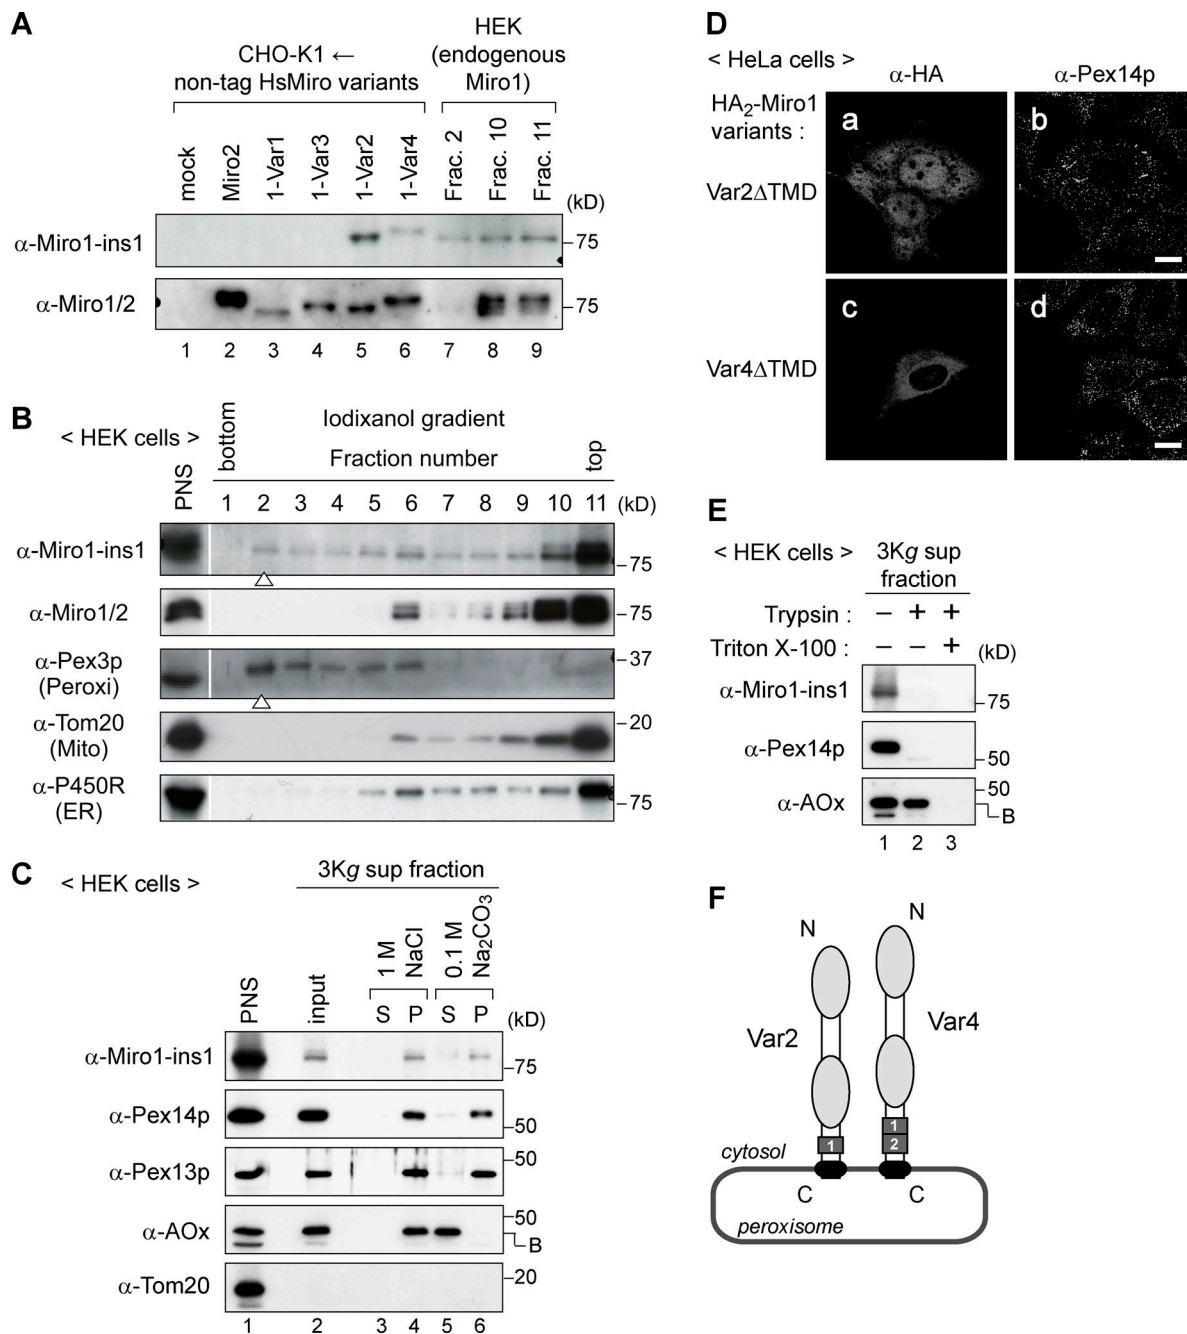 A
CHO-K1 ←
non-tag HsMiro variants
HEK
(endogenous
Miro1)
mock
Miro2
1-Var1
1-Var3
1-Var2
1-Var4
Frac. 2
Frac. 10
Frac. 11
(kD)
α-Miro1-ins1
75
α-Miro1/2
75
1 2 3 4 5 6 7 8 9
B
< HEK cells >
Iodixanol gradient
Fraction number
PNS
bottom
top
1 2 3 4 5 6 7 8 9 10 11 (kD)
α-Miro1-ins1
75
α-Miro1/2
75
α-Pex3p
(Peroxi)
37
α-Tom20
(Mito)
20
α-P450R
(ER)
75
C
< HEK cells >
3Kg sup fraction
PNS
input
1 M
NaCl
0.1 M
Na2CO3
S P S P (kD)
α-Miro1-ins1
75
α-Pex14p
50
α-Pex13p
50
α-AOx
50
B
α-Tom20
20
1 2 3 4 5 6
D
< HeLa cells >
α-HA
α-Pex14p
HA2-Miro1
variants :
a
b
Var2ΔTMD
c
d
Var4ΔTMD
E
< HEK cells >
3Kg sup
fraction
Trypsin : − + +
Triton X-100 : − − +
(kD)
α-Miro1-ins1
75
α-Pex14p
50
α-AOx
50
B
1 2 3
F
N
N
Var2
Var4
1
1
2
cytosol
C
C
peroxisome